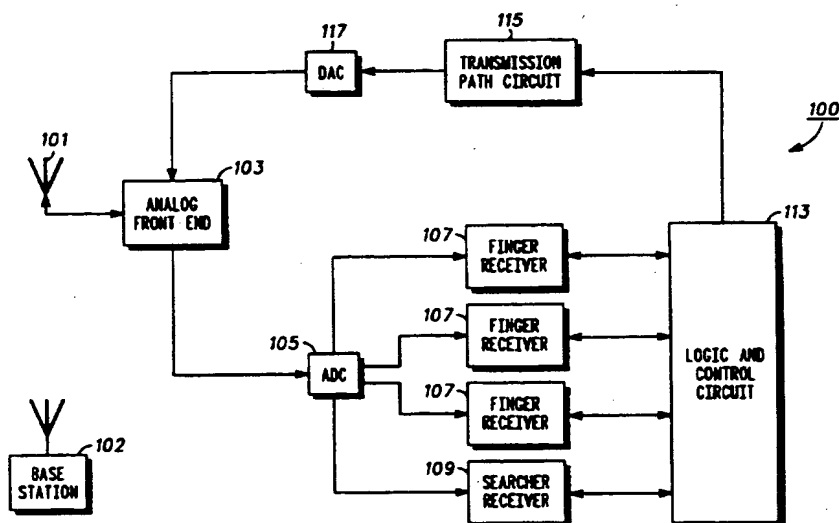 117
115
DAC
TRANSMISSION
PATH CIRCUIT
100
101
103
ANALOG
FRONT END
113
107
FINGER
RECEIVER
107
FINGER
RECEIVER
105
ADC
LOGIC AND
CONTROL
CIRCUIT
107
FINGER
RECEIVER
102
BASE
STATION
109
SEARCHER
RECEIVER